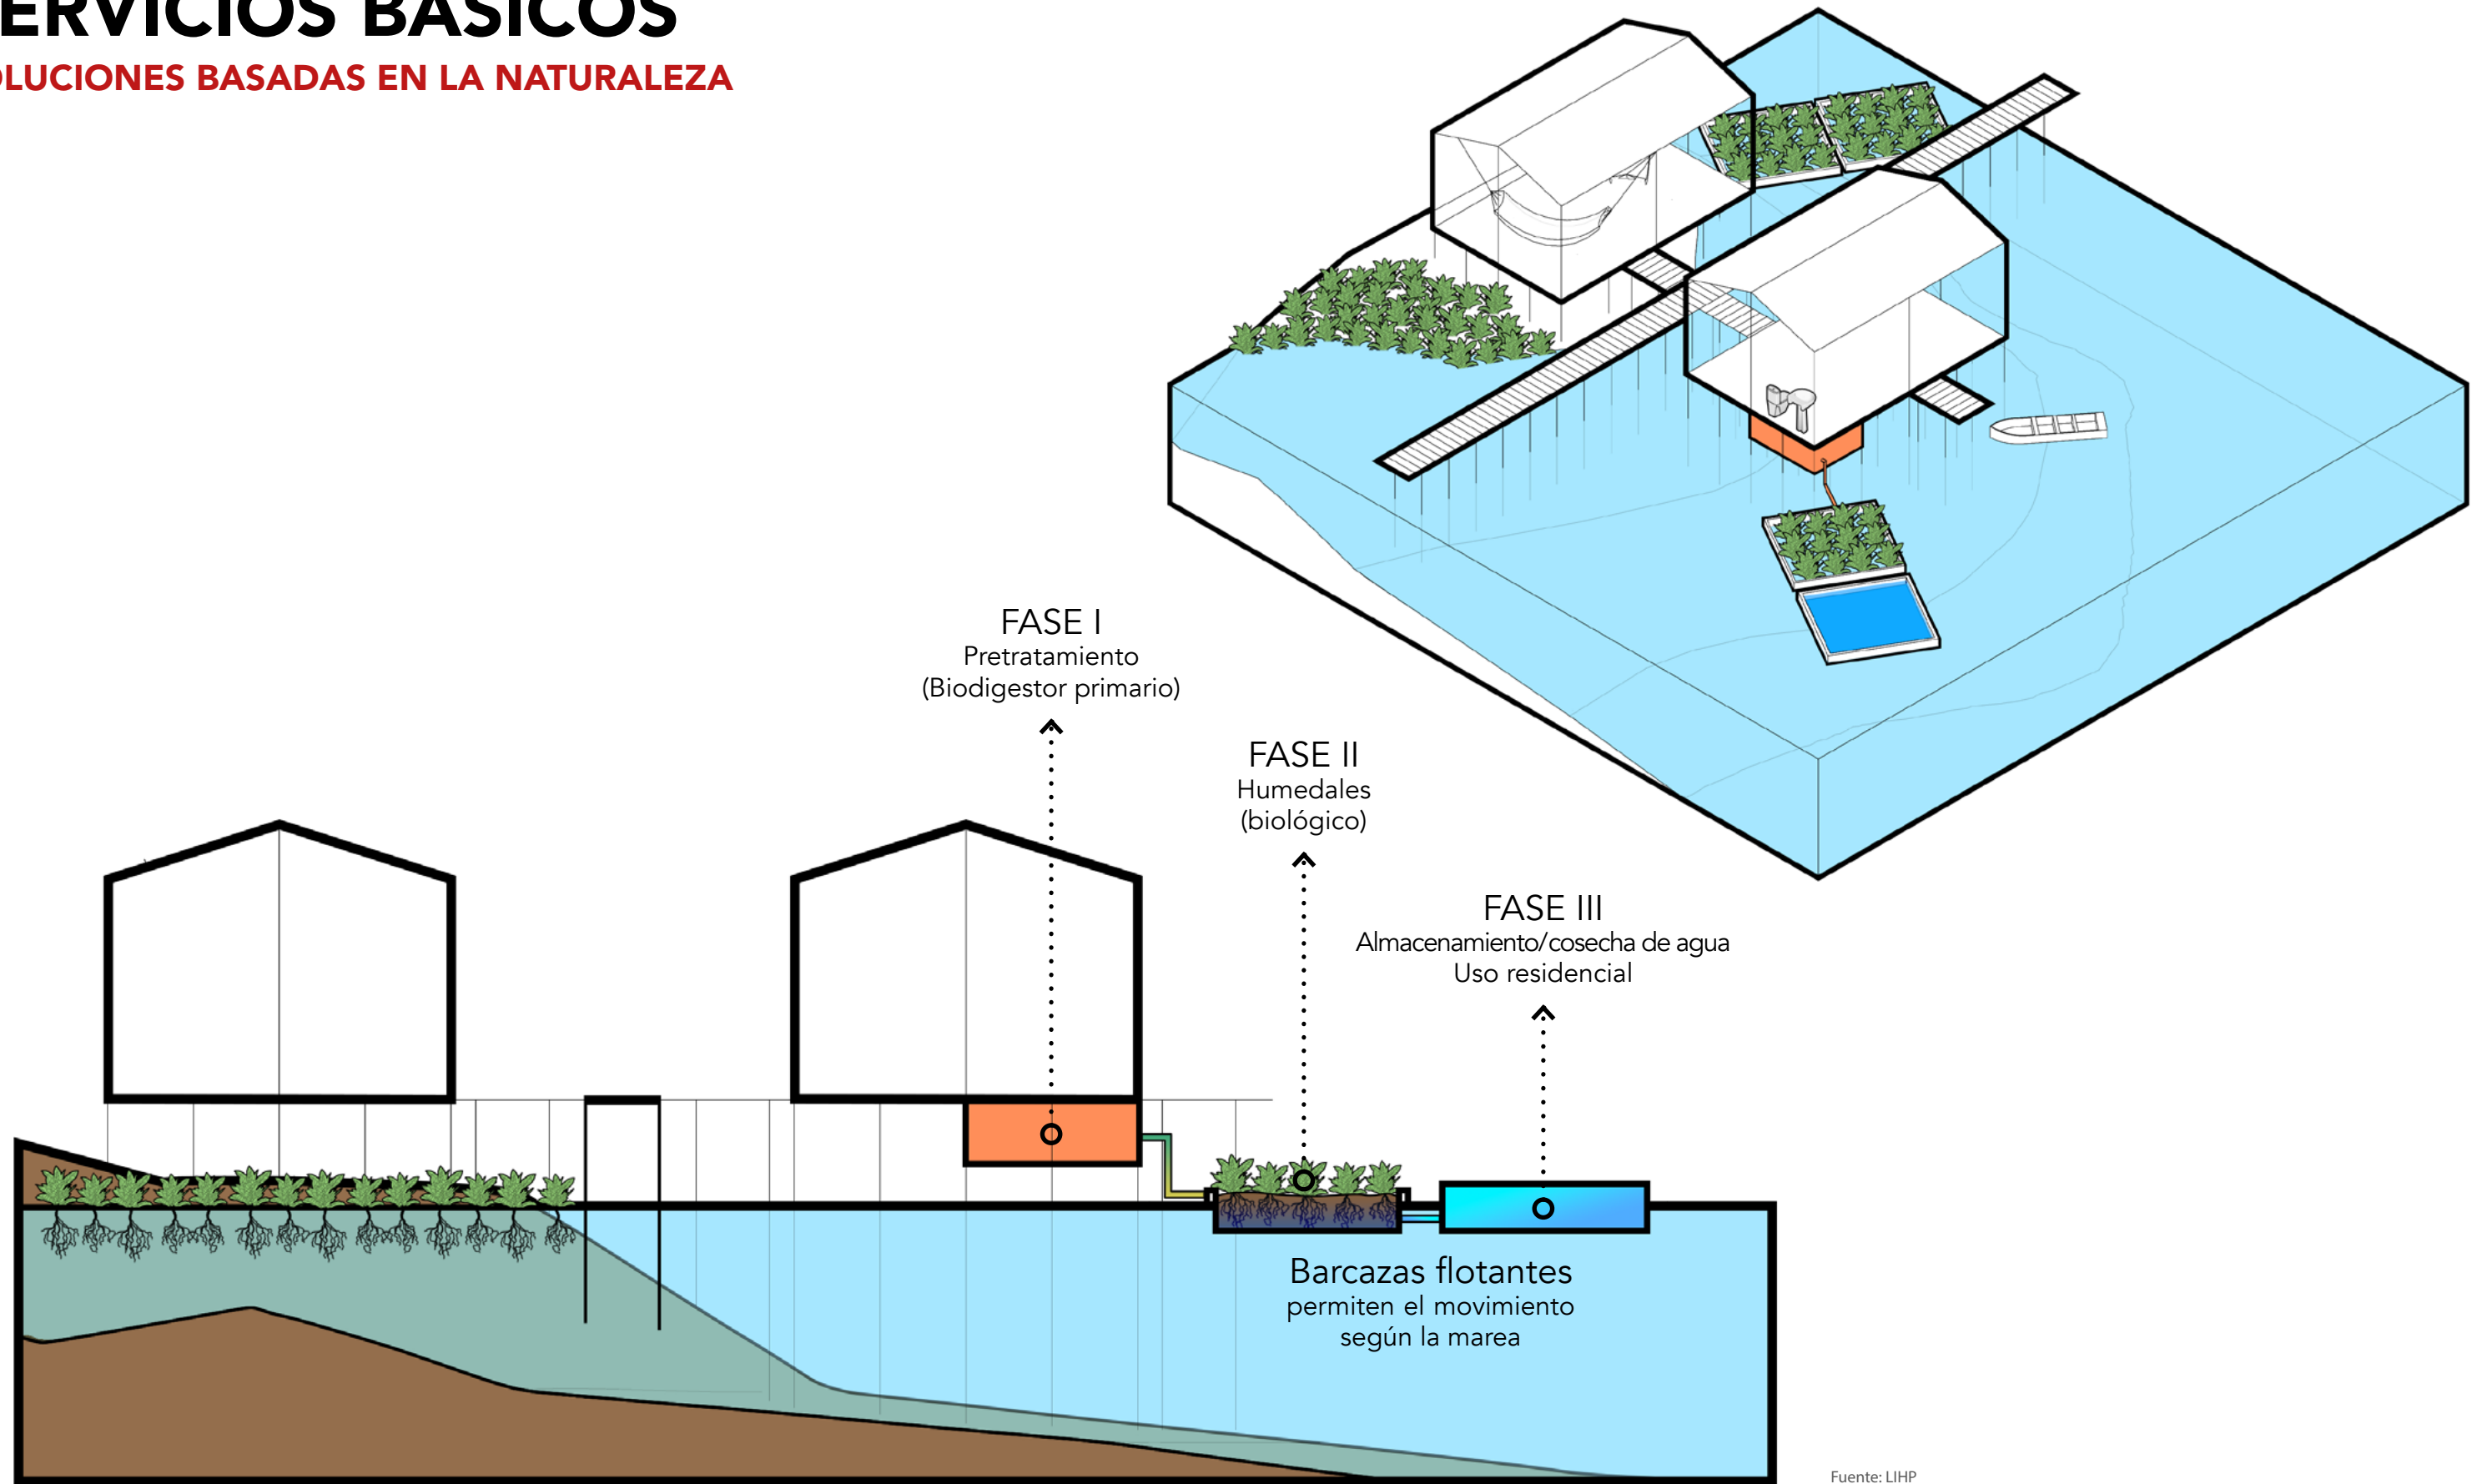 ERVICIOS BÁSICOS
OLUCIONES BASADAS EN LA NATURALEZA
FASE I
Pretratamiento
(Biodigestor primario)
FASE II
Humedales
(biológico)
FASE III
Almacenamiento/cosecha de agua
Uso residencial
Barcazas flotantes
permiten el movimiento
según la marea
Fuente: LIHP